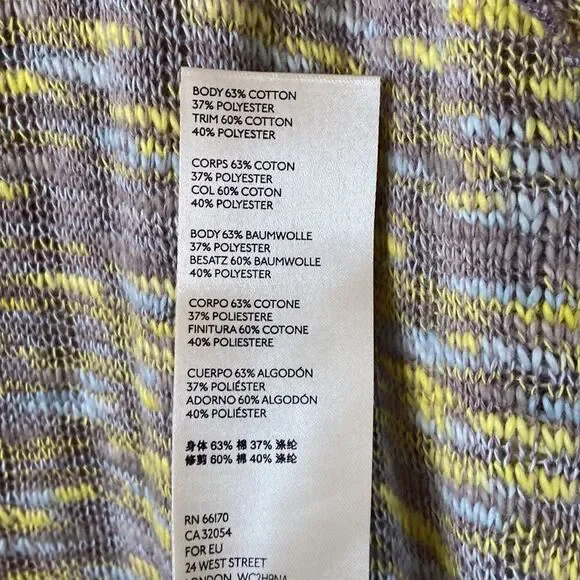 BODY 63% COTTON
37% POLYESTER
TRIM 60% COTTON
40% POLYESTER
CORPS 63% COTON
37% POLYESTER
COL 60% COTON
40% POLYESTER
BODY 63% BAUMWOLLE
37% POLYESTER
BESATZ 60% BAUMWOLLE
40% POLYESTER
CORPO 63% COTONE
37% POLIESTERE
FINITURA 60% COTONE
40% POLIESTERE
CUERPO 63% ALGODÓN
37% POLIÉSTER
ADORNO 60% ALGODÓN
40% POLIÉSTER
身体 63% 棉 37% 涤纶
修剪 60% 棉 40% 涤纶
RN 66170
CA 32054
FOR EU
24 WEST STREET
LONDON, WC2H9NA